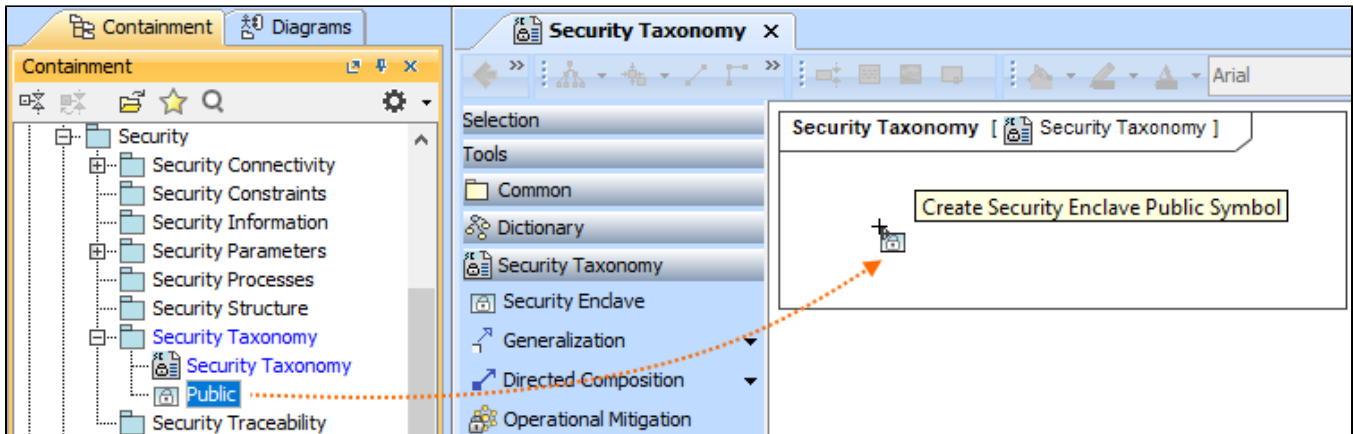 Containment
Diagrams
Containment
Security
Security Connectivity
Security Constraints
Security Information
Security Parameters
Security Processes
Security Structure
Security Taxonomy
Security Taxonomy
Public
Security Traceability
Security Taxonomy
Arial
Selection
Tools
Common
Dictionary
Security Taxonomy
Security Enclave
Generalization
Directed Composition
Operational Mitigation
Security Taxonomy [ Security Taxonomy ]
Create Security Enclave Public Symbol